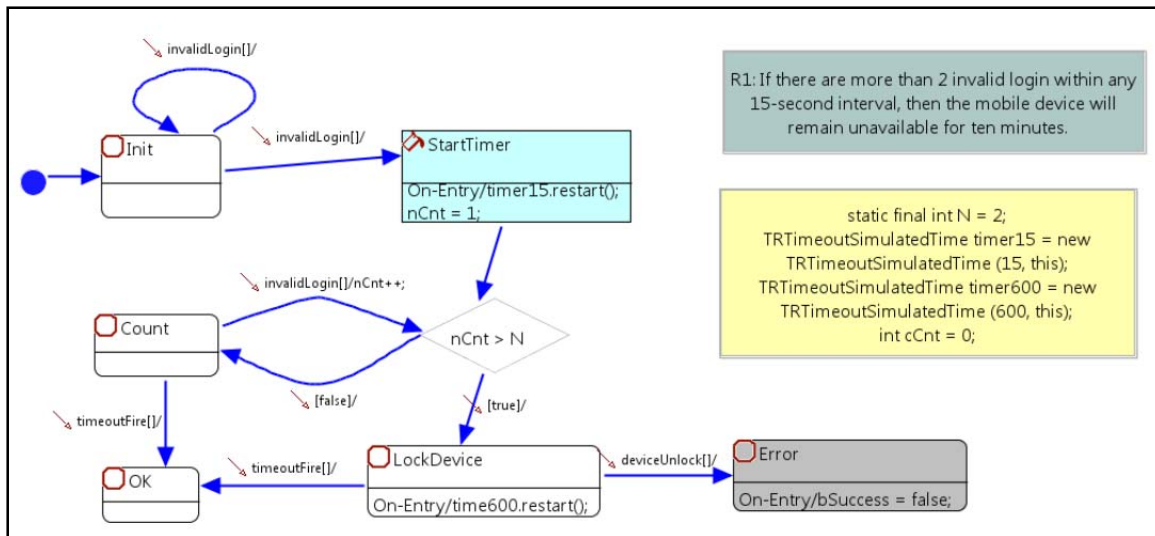 invalidLogin[]/
invalidLogin[]/
Init
StartTimer
On-Entry/timer15.restart();
nCnt = 1;
R1: If there are more than 2 invalid login within any
15-second interval, then the mobile device will
remain unavailable for ten minutes.
static final int N = 2;
TRTimeoutSimulatedTime timer15 = new
TRTimeoutSimulatedTime (15, this);
TRTimeoutSimulatedTime timer600 = new
TRTimeoutSimulatedTime (600, this);
int cCnt = 0;
invalidLogin[]/nCnt++;
Count
nCnt > N
[false]/
[true]/
timeoutFire[]/
OK
timeoutFire[]/
LockDevice
On-Entry/time600.restart();
deviceUnlock[]/
Error
On-Entry/bSuccess = false;